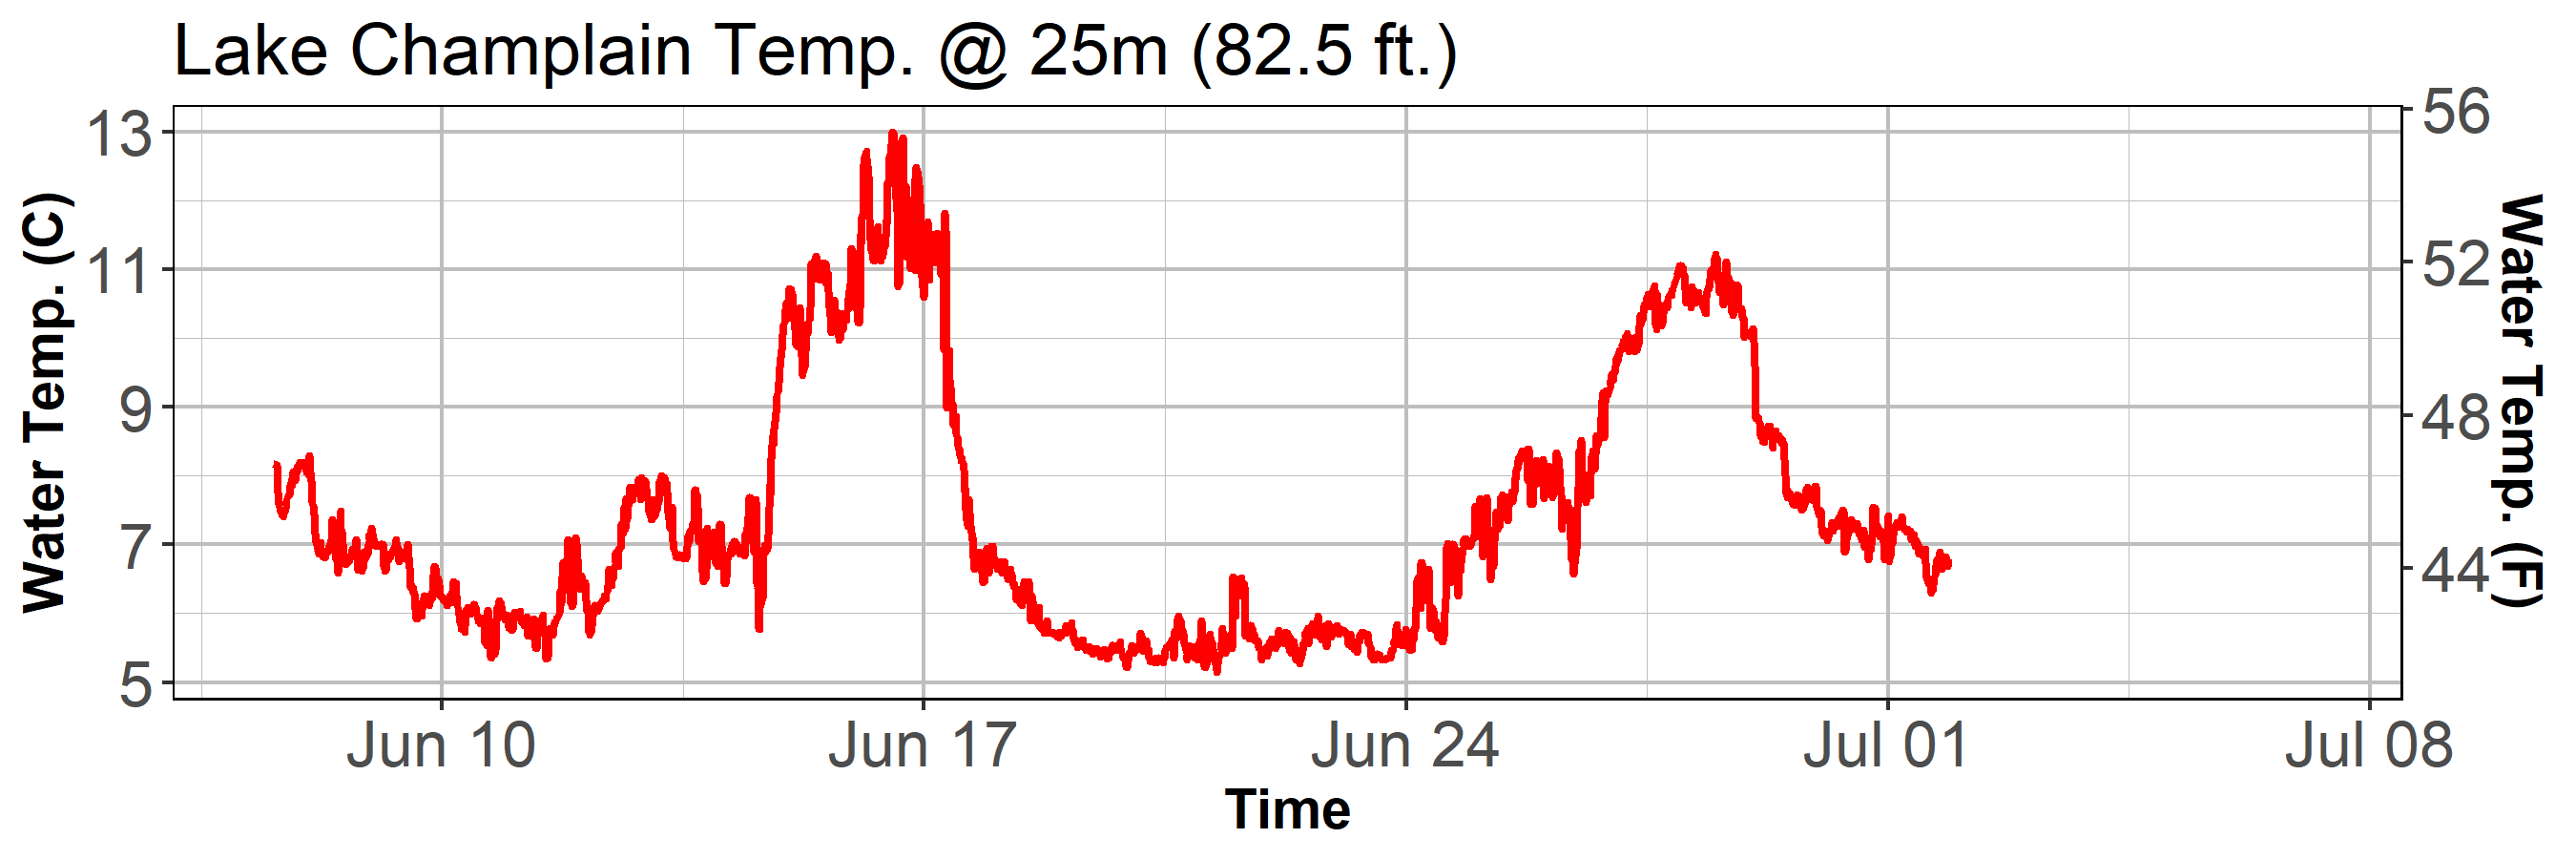 Lake Champlain Temp. @ 25m (82.5 ft.)
Water Temp. (C)
13
11
9
7
5
56
52
48
44
Water Temp. (F)
Jun 10
Jun 17
Jun 24
Jul 01
Jul 08
Time